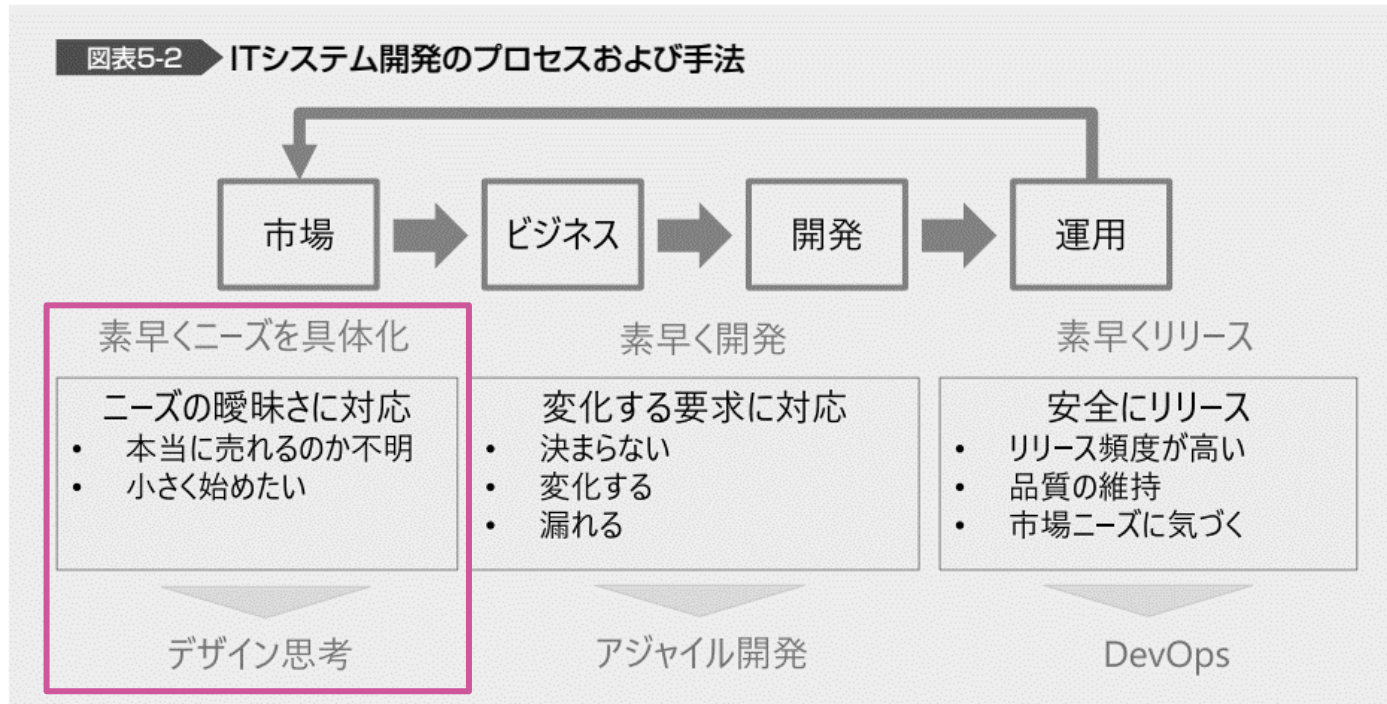 図表5-2 ITシステム開発のプロセスおよび手法
市場
ビジネス
開発
運用
素早くニーズを具体化
素早く開発
素早くリリース
ニーズの曖昧さに対応
• 本当に売れるのか不明
• 小さく始めたい
変化する要求に対応
• 決まらない
• 変化する
• 漏れる
安全にリリース
• リリース頻度が高い
• 品質の維持
• 市場ニーズに気づく
デザイン思考
アジャイル開発
DevOps